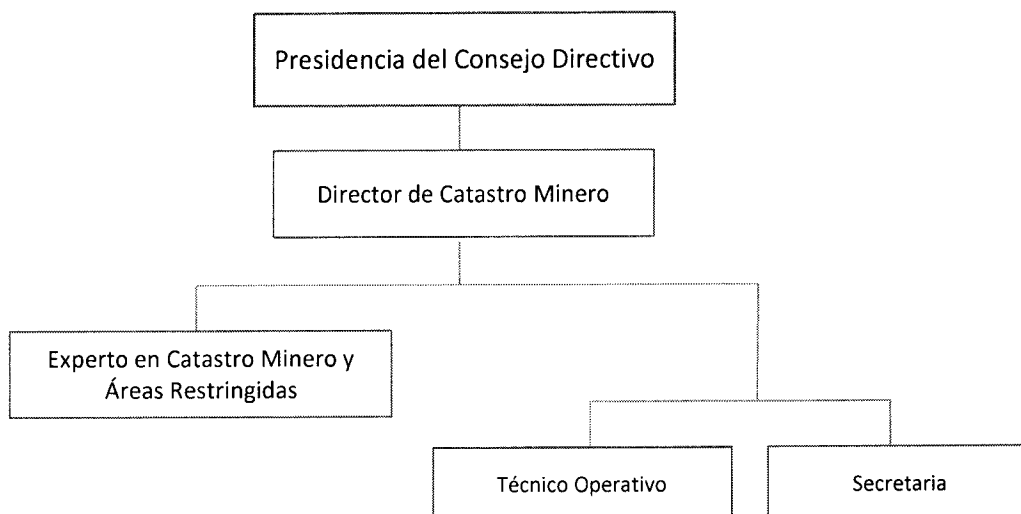 Presidencia del Consejo Directivo
Director de Catastro Minero
Experto en Catastro Minero y
Áreas Restringidas
Técnico Operativo
Secretaria